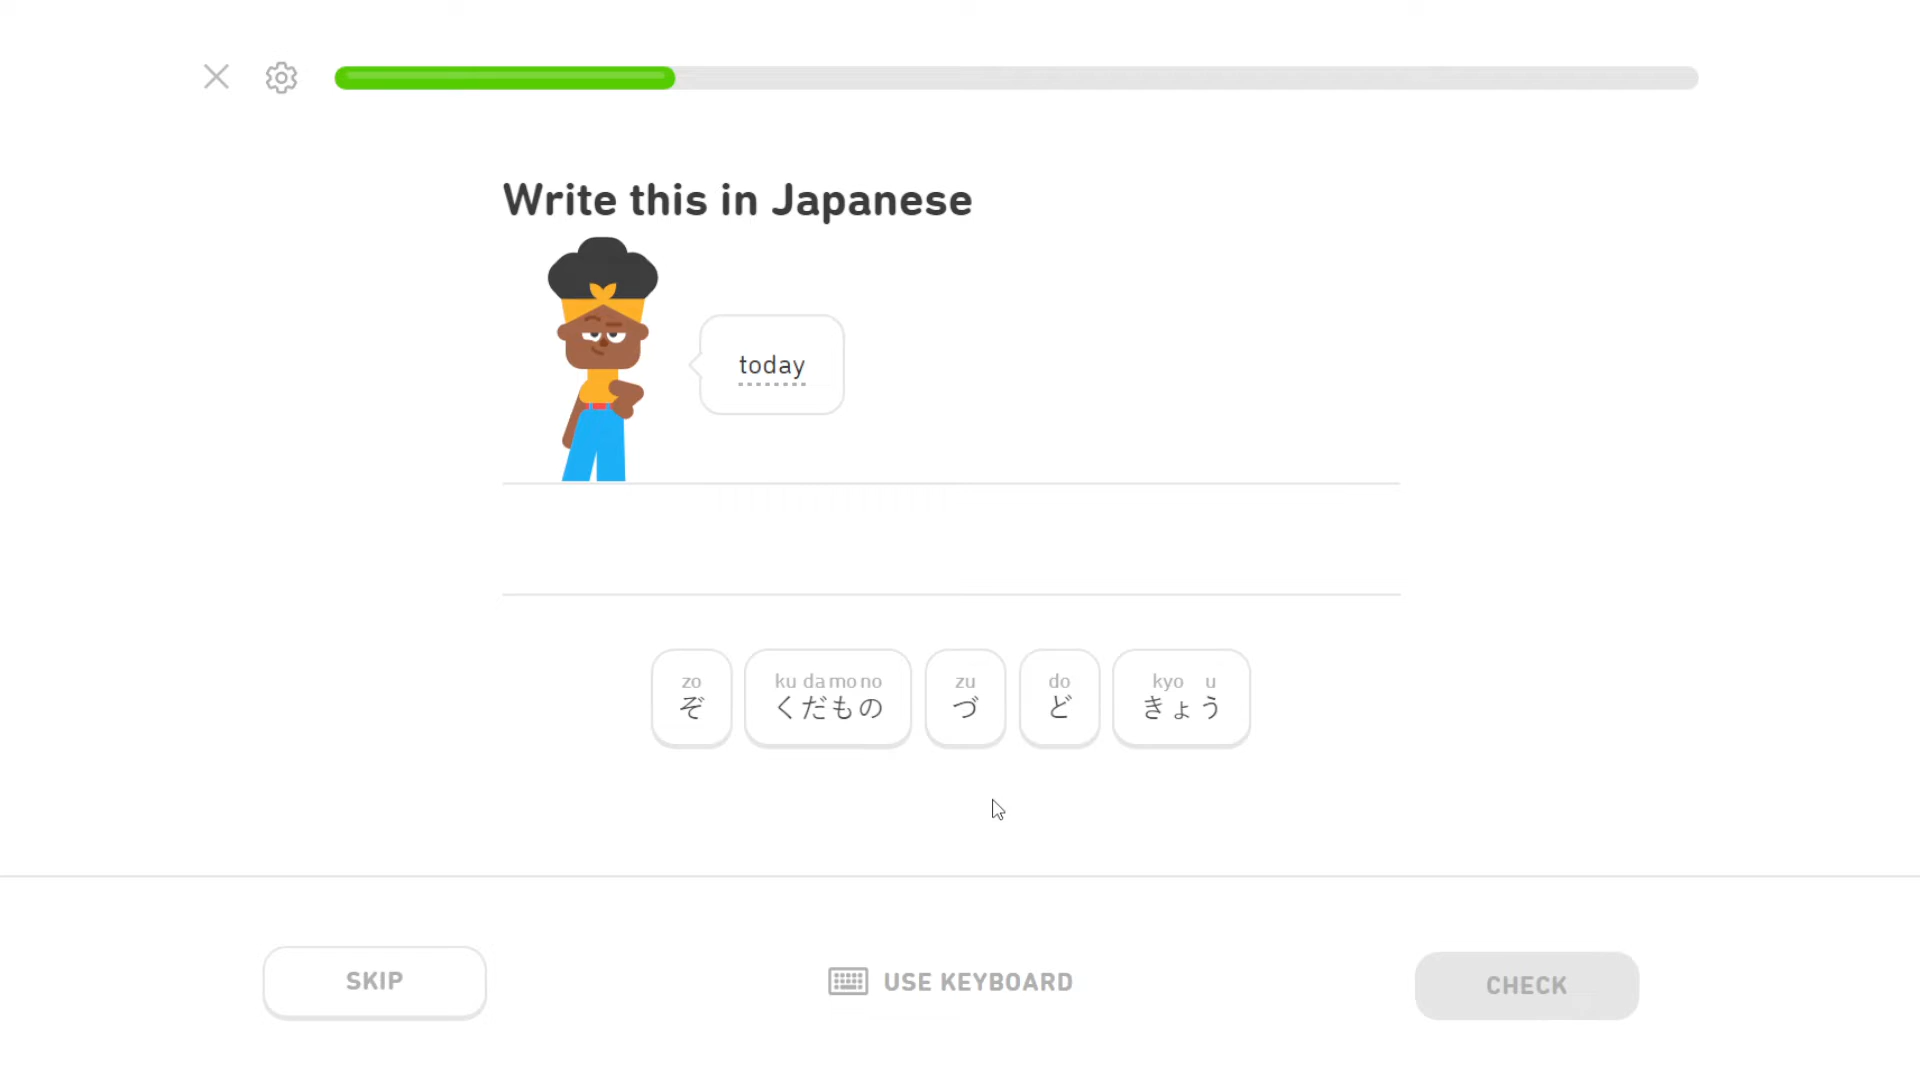 Write this in Japanese
today
zo ku da mo no zu do kyo u
ぞ くだもの づ ど きょう
SKIP USE KEYBOARD CHECK